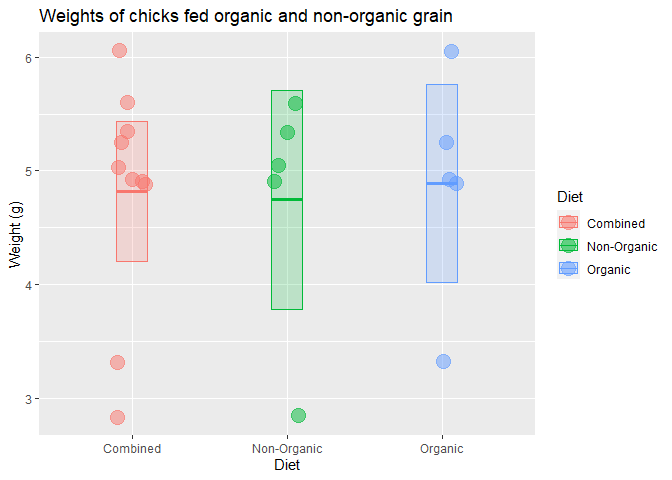 Weights of chicks fed organic and non-organic grain
Weight (g)
6
5
4
3
Combined
Non-Organic
Organic
Diet
Diet
Combined
Non-Organic
Organic